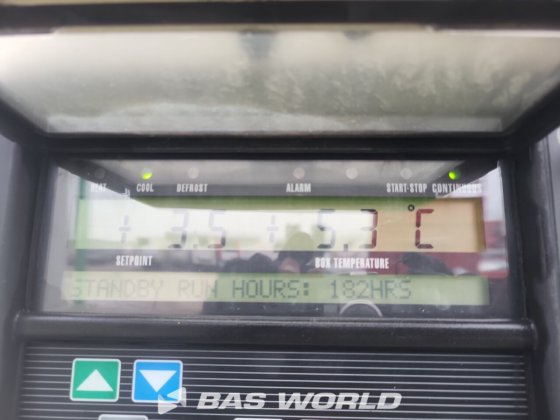 HEAT COOL DEFROST ALARM START-STOP CONTINUOUS
+ 3.5 + 5.3 °C
SETPOINT BOX TEMPERATURE
STANDBY RUN HOURS: 182HRS
BAS WORLD